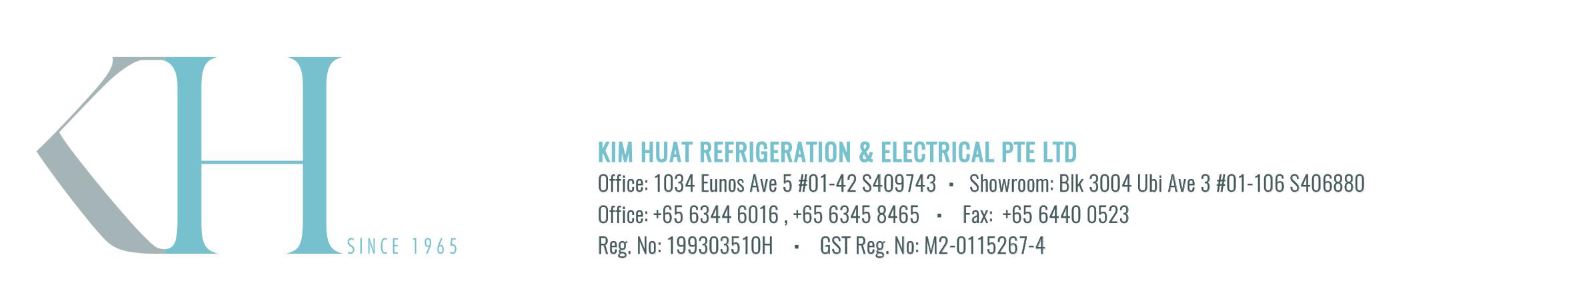 KH
SINCE 1965
KIM HUAT REFRIGERATION & ELECTRICAL PTE LTD
Office: 1034 Eunos Ave 5 #01-42 S409743 • Showroom: Blk 3004 Ubi Ave 3 #01-106 S406880
Office: +65 6344 6016 , +65 6345 8465 • Fax: +65 6440 0523
Reg. No: 199303510H • GST Reg. No: M2-0115267-4